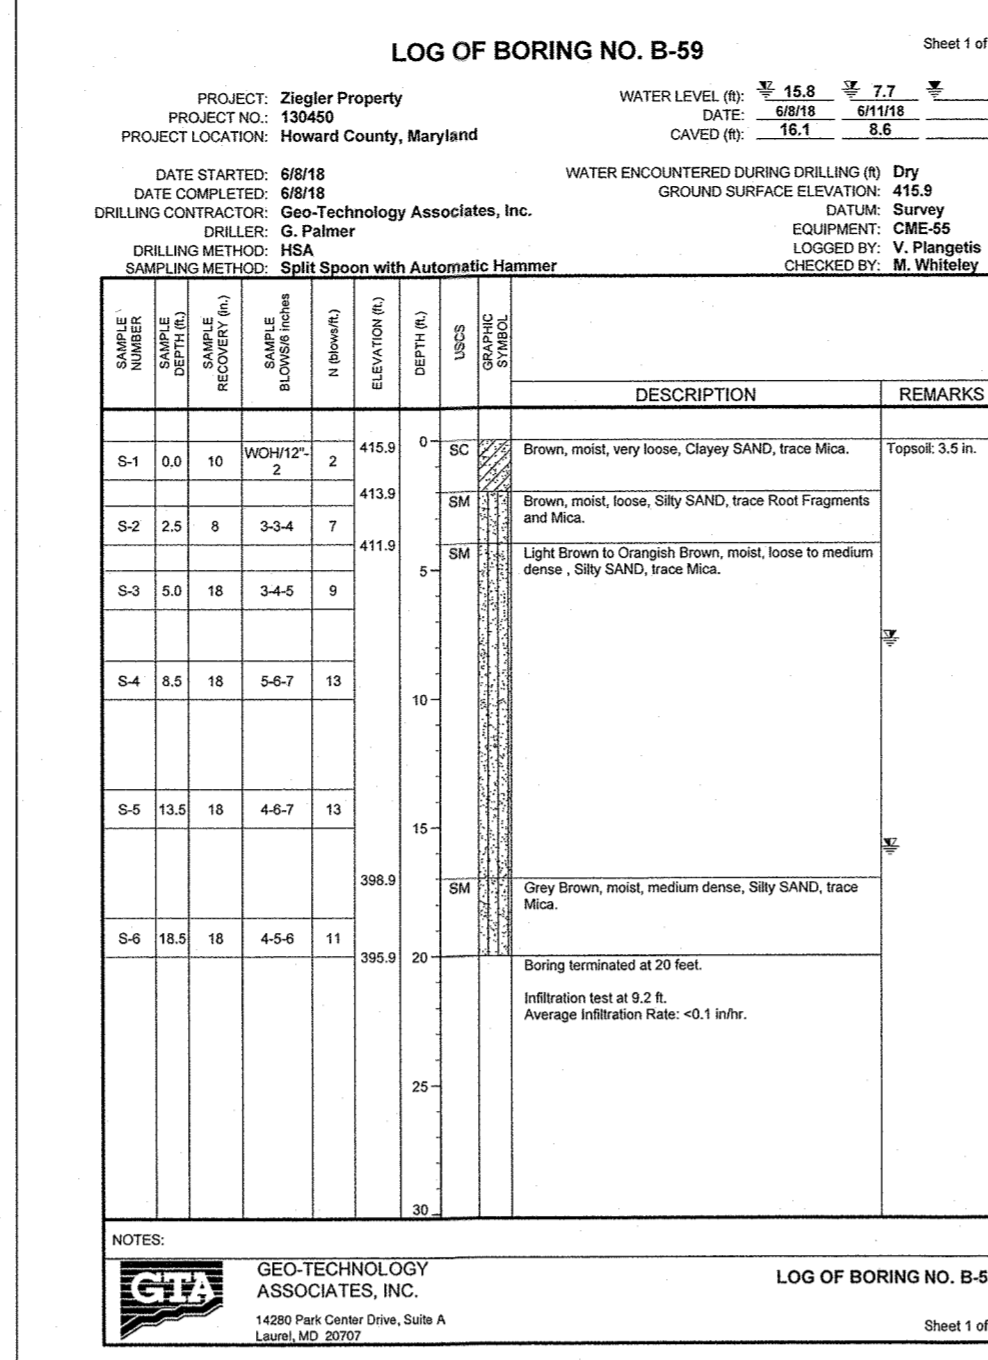 LOG OF BORING NO. B-59
Sheet 1 of
PROJECT: Ziegler Property
PROJECT NO.: 130450
PROJECT LOCATION: Howard County, Maryland
WATER LEVEL (ft): 15.8 7.7
DATE: 6/8/18 6/11/18
CAVED (ft): 16.1 8.6
DATE STARTED: 6/8/18
DATE COMPLETED: 6/8/18
DRILLING CONTRACTOR: Geo-Technology Associates, Inc.
DRILLER: G. Palmer
DRILLING METHOD: HSA
SAMPLING METHOD: Split Spoon with Automatic Hammer
WATER ENCOUNTERED DURING DRILLING (ft) Dry
GROUND SURFACE ELEVATION: 415.9
DATUM: Survey
EQUIPMENT: CME-55
LOGGED BY: V. Plangetis
CHECKED BY: M. Whiteley
SAMPLE NUMBER
SAMPLE DEPTH (ft.)
SAMPLE RECOVERY (in.)
SAMPLE BLOWS/6 inches
N (blows/ft.)
ELEVATION (ft.)
DEPTH (ft.)
USCS
GRAPHIC SYMBOL
DESCRIPTION
REMARKS
S-1 0.0 10 WOH/12"-2 2
415.9 0 SC Brown, moist, very loose, Clayey SAND, trace Mica. Topsoil: 3.5 in.
413.9 SM Brown, moist, loose, Silty SAND, trace Root Fragments
and Mica.
S-2 2.5 8 3-3-4 7
411.9 SM Light Brown to Orangish Brown, moist, loose to medium
dense , Silty SAND, trace Mica.
5
S-3 5.0 18 3-4-5 9
S-4 8.5 18 5-6-7 13
10
S-5 13.5 18 4-6-7 13
15
398.9 SM Grey Brown, moist, medium dense, Silty SAND, trace
Mica.
S-6 18.5 18 4-5-6 11
395.9 20 Boring terminated at 20 feet.
Infiltration test at 9.2 ft.
Average Infiltration Rate: <0.1 in/hr.
25
30
NOTES:
GTA
GEO-TECHNOLOGY
ASSOCIATES, INC.
14280 Park Center Drive, Suite A
Laurel, MD 20707
LOG OF BORING NO. B-5
Sheet 1 of